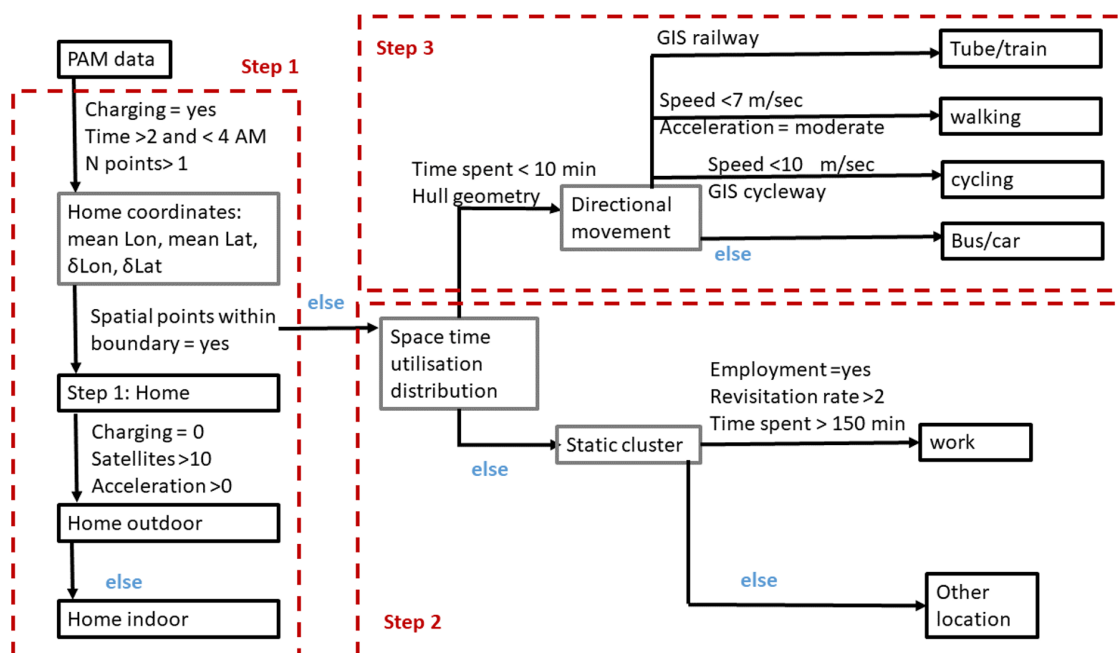 PAM data
Step 1
Charging = yes
Time >2 and < 4 AM
N points> 1
Home coordinates:
mean Lon, mean Lat,
δLon, δLat
Spatial points within
boundary = yes
else
Step 1: Home
Charging = 0
Satellites >10
Acceleration >0
Home outdoor
else
Home indoor
Step 3
GIS railway
Tube/train
Speed <7 m/sec
Acceleration = moderate
walking
Time spent < 10 min
Hull geometry
Directional
movement
Speed <10 m/sec
GIS cycleway
cycling
else
Bus/car
Space time
utilisation
distribution
else
Static cluster
Employment =yes
Revisitation rate >2
Time spent > 150 min
work
else
Other
location
Step 2